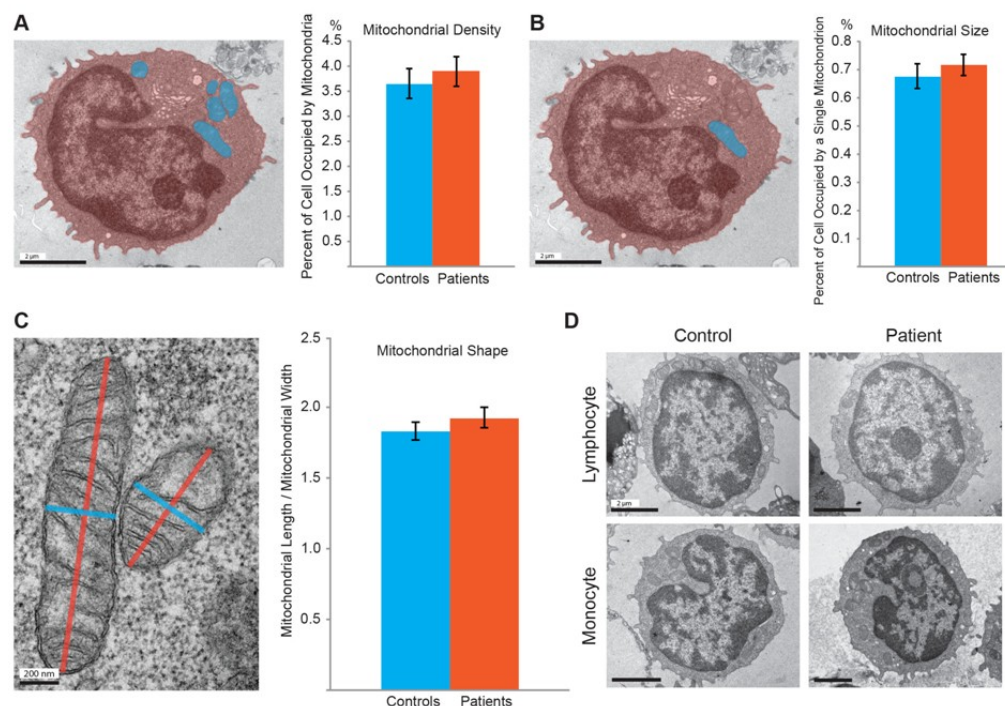 A
%
Mitochondrial Density
Percent of Cell Occupied by Mitochondria
4.5
4.0
3.5
3.0
2.5
2.0
1.5
1.0
0.5
Controls Patients
2 µm
B
%
Mitochondrial Size
Percent of Cell Occupied by a Single Mitochondrion
0.8
0.7
0.6
0.5
0.4
0.6
0.2
0.1
Controls Patients
2 µm
C
200 nm
Mitochondrial Shape
Mitochondrial Length / Mitochondrial Width
2.5
2.0
1.5
1.0
0.5
Controls Patients
D
Control Patient
Lymphocyte
2 µm
Monocyte